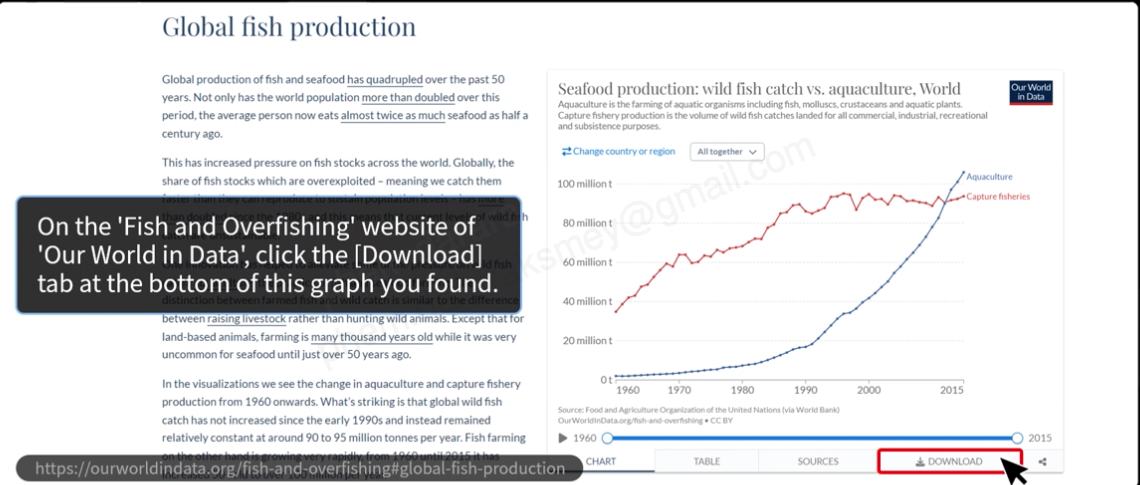 Global fish production
Global production of fish and seafood has quadrupled over the past 50
years. Not only has the world population more than doubled over this
period, the average person now eats almost twice as much seafood as half a
century ago.
This has increased pressure on fish stocks across the world. Globally, the
share of fish stocks which are overexploited – meaning we catch them
On the 'Fish and Overfishing' website of
'Our World in Data', click the [Download]
tab at the bottom of this graph you found.
distinction between farmed fish and wild catch is similar to the difference
between raising livestock rather than hunting wild animals. Except that for
land-based animals, farming is many thousand years old while it was very
uncommon for seafood until just over 50 years ago.
In the visualizations we see the change in aquaculture and capture fishery
production from 1960 onwards. What's striking is that global wild fish
catch has not increased since the early 1990s and instead remained
relatively constant at around 90 to 95 million tonnes per year. Fish farming
on the other hand is growing very rapidly, from 1960 until 2015 it has
https://ourworldindata.org/fish-and-overfishing#global-fish-production
Seafood production: wild fish catch vs. aquaculture, World
Our World
in Data
Aquaculture is the farming of aquatic organisms including fish, molluscs, crustaceans and aquatic plants.
Capture fishery production is the volume of wild fish catches landed for all commercial, industrial, recreational
and subsistence purposes.
Change country or region
All together
100 million t
80 million t
60 million t
40 million t
20 million t
0 t
1960 1970 1980 1990 2000 2015
Aquaculture
Capture fisheries
Source: Food and Agriculture Organization of the United Nations (via World Bank)
OurWorldInData.org/fish-and-overfishing • CC BY
1960 2015
CHART TABLE SOURCES DOWNLOAD